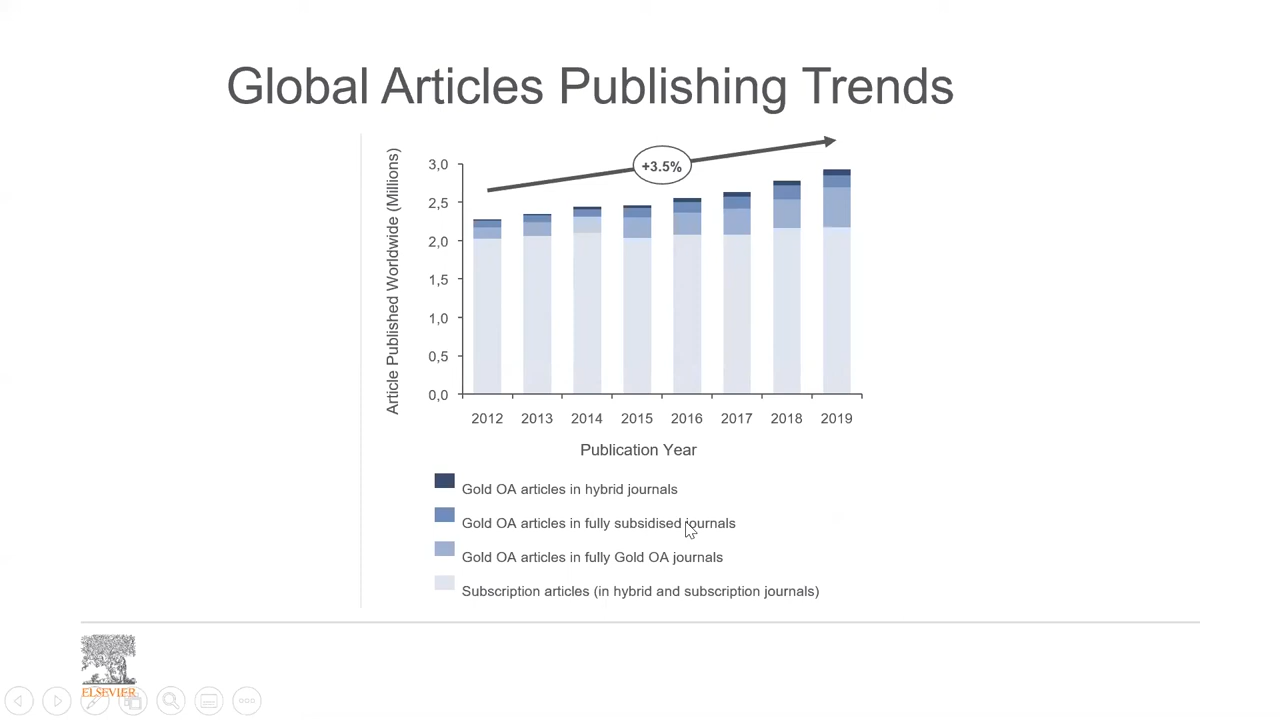 Global Articles Publishing Trends
+3.5%
Article Published Worldwide (Millions)
3,0
2,5
2,0
1,5
1,0
0,5
0,0
2012 2013 2014 2015 2016 2017 2018 2019
Publication Year
Gold OA articles in hybrid journals
Gold OA articles in fully subsidised journals
Gold OA articles in fully Gold OA journals
Subscription articles (in hybrid and subscription journals)
ELSEVIER